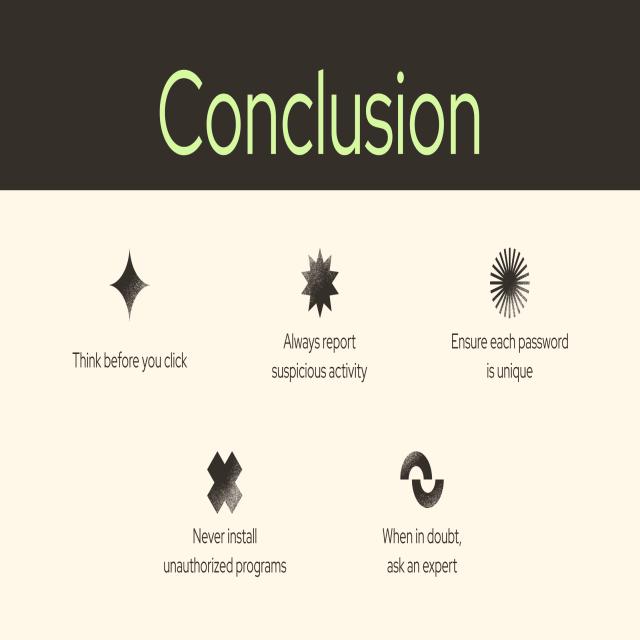 Conclusion
Think before you click
Always report
suspicious activity
Ensure each password
is unique
Never install
unauthorized programs
When in doubt,
ask an expert